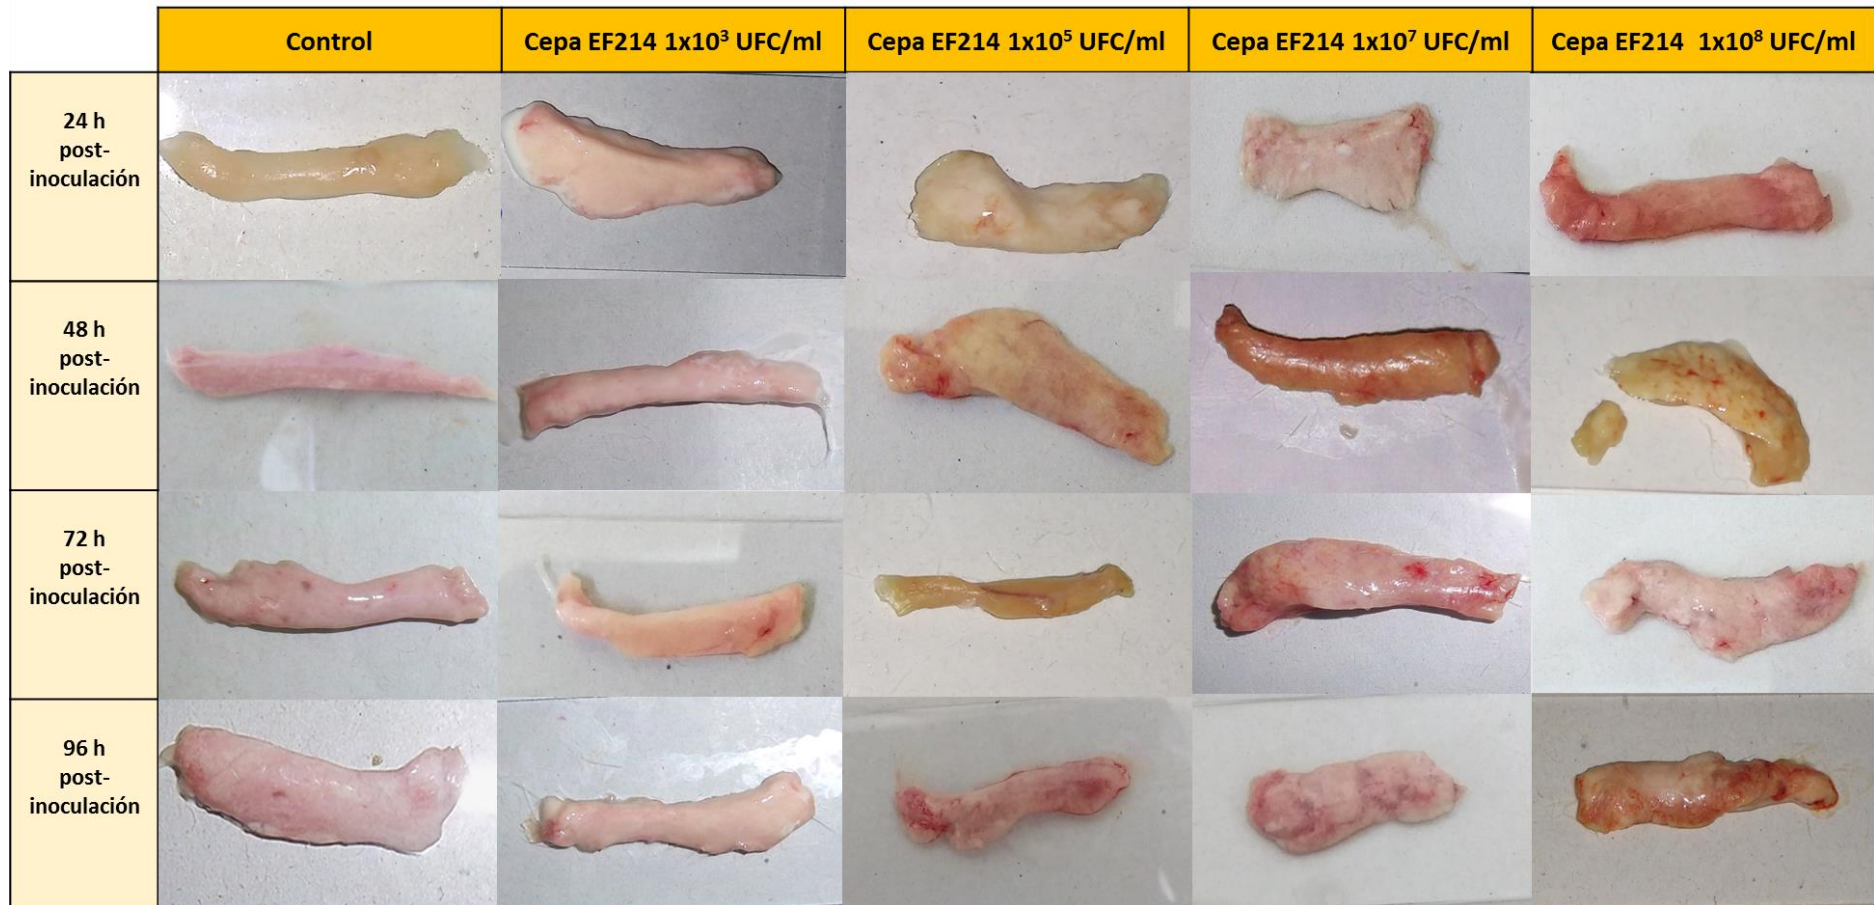 Control
Cepa EF214 1x10³ UFC/ml
Cepa EF214 1x10⁵ UFC/ml
Cepa EF214 1x10⁷ UFC/ml
Cepa EF214 1x10⁸ UFC/ml
24 h
post-
inoculación
48 h
post-
inoculación
72 h
post-
inoculación
96 h
post-
inoculación